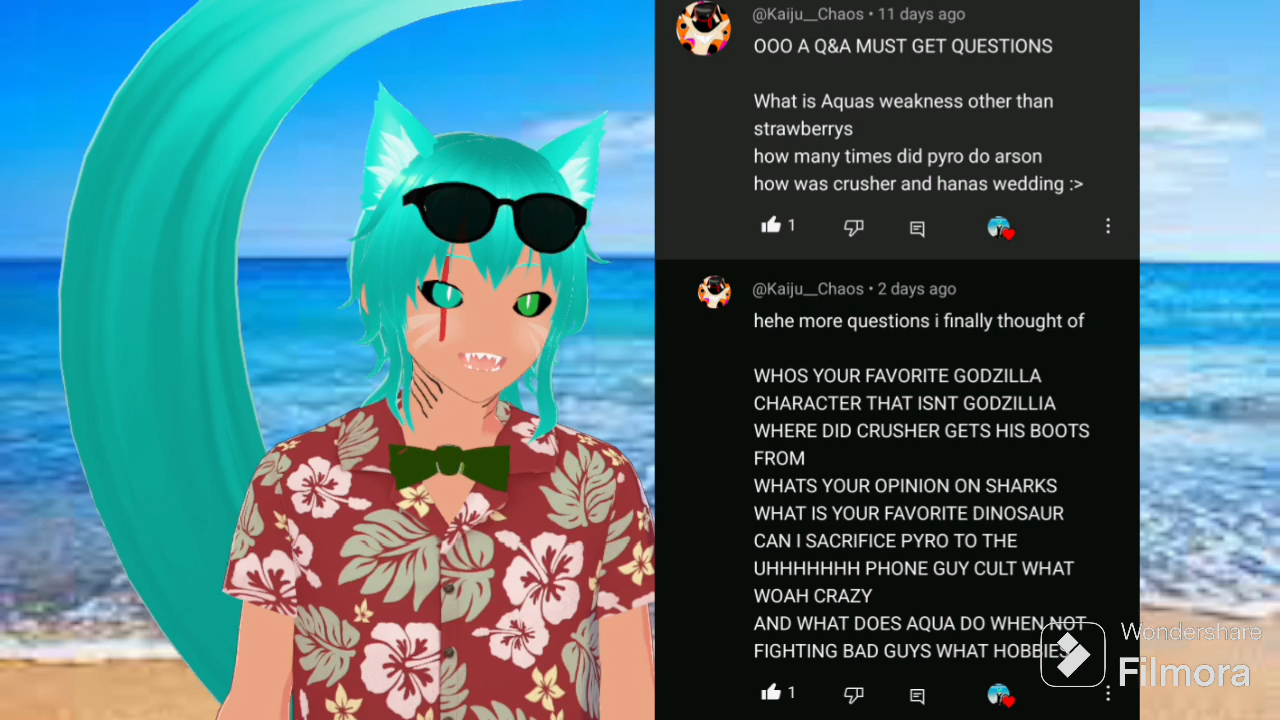 @Kaiju__Chaos • 11 days ago
OOO A Q&A MUST GET QUESTIONS
What is Aquas weakness other than
strawberrys
how many times did pyro do arson
how was crusher and hanas wedding :>
1
@Kaiju__Chaos • 2 days ago
hehe more questions i finally thought of
WHOS YOUR FAVORITE GODZILLA
CHARACTER THAT ISNT GODZILLIA
WHERE DID CRUSHER GETS HIS BOOTS
FROM
WHATS YOUR OPINION ON SHARKS
WHAT IS YOUR FAVORITE DINOSAUR
CAN I SACRIFICE PYRO TO THE
UHHHHHHH PHONE GUY CULT WHAT
WOAH CRAZY
AND WHAT DOES AQUA DO WHEN NOT
FIGHTING BAD GUYS WHAT HOBBIES
1
Wondershare
Filmora